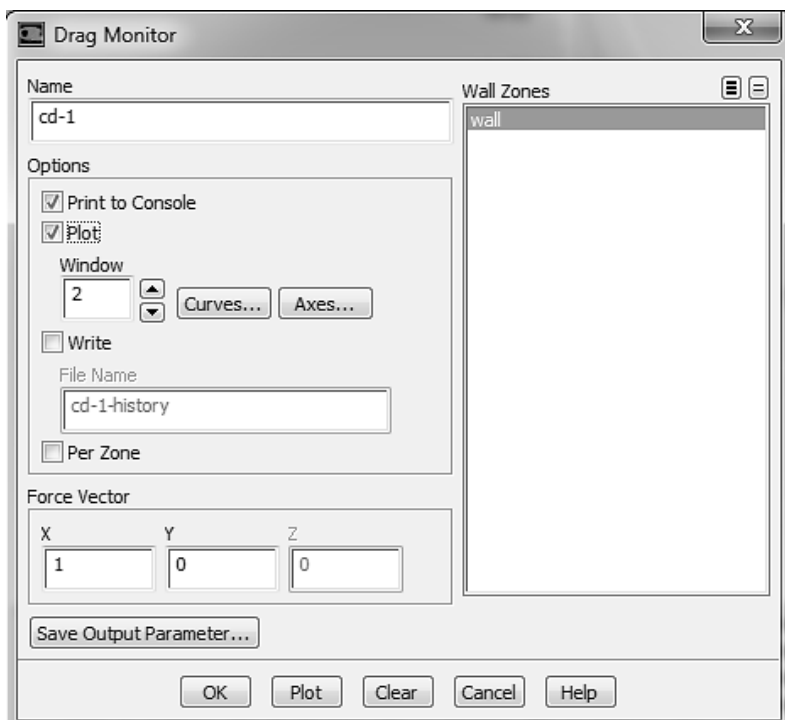 Drag Monitor
X
Name
cd-1
Options
Print to Console
Plot
Window
2
Curves...
Axes...
Write
File Name
cd-1-history
Per Zone
Force Vector
X Y Z
1 0 0
Save Output Parameter...
Wall Zones
wall
OK Plot Clear Cancel Help